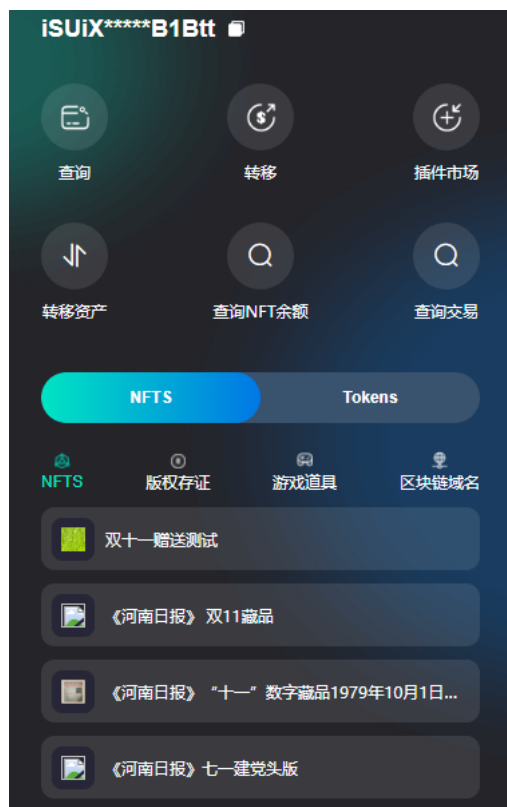 iSUiX*****B1Btt
查询 转移 插件市场
转移资产 查询NFT余额 查询交易
NFTS Tokens
NFTS 版权存证 游戏道具 区块链域名
双十一赠送测试
《河南日报》 双11藏品
《河南日报》“十一”数字藏品1979年10月1日...
《河南日报》七一建党头版